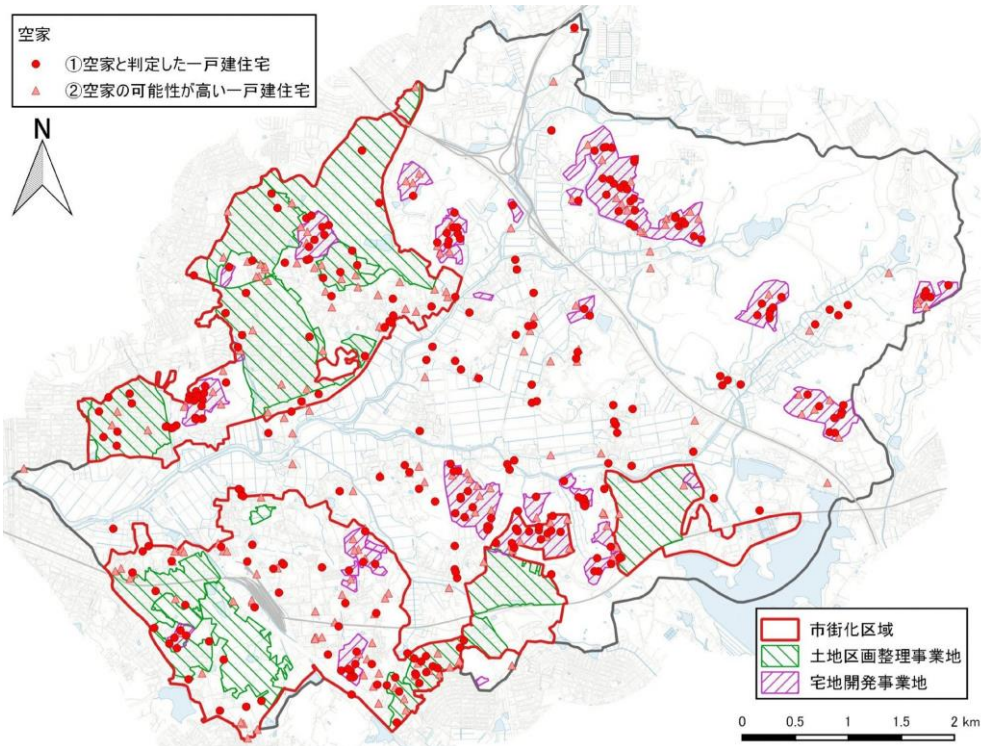 空家
①空家と判定した一戸建住宅
②空家の可能性が高い一戸建住宅
N
市街化区域
土地区画整理事業地
宅地開発事業地
0 0.5 1 1.5 2 km